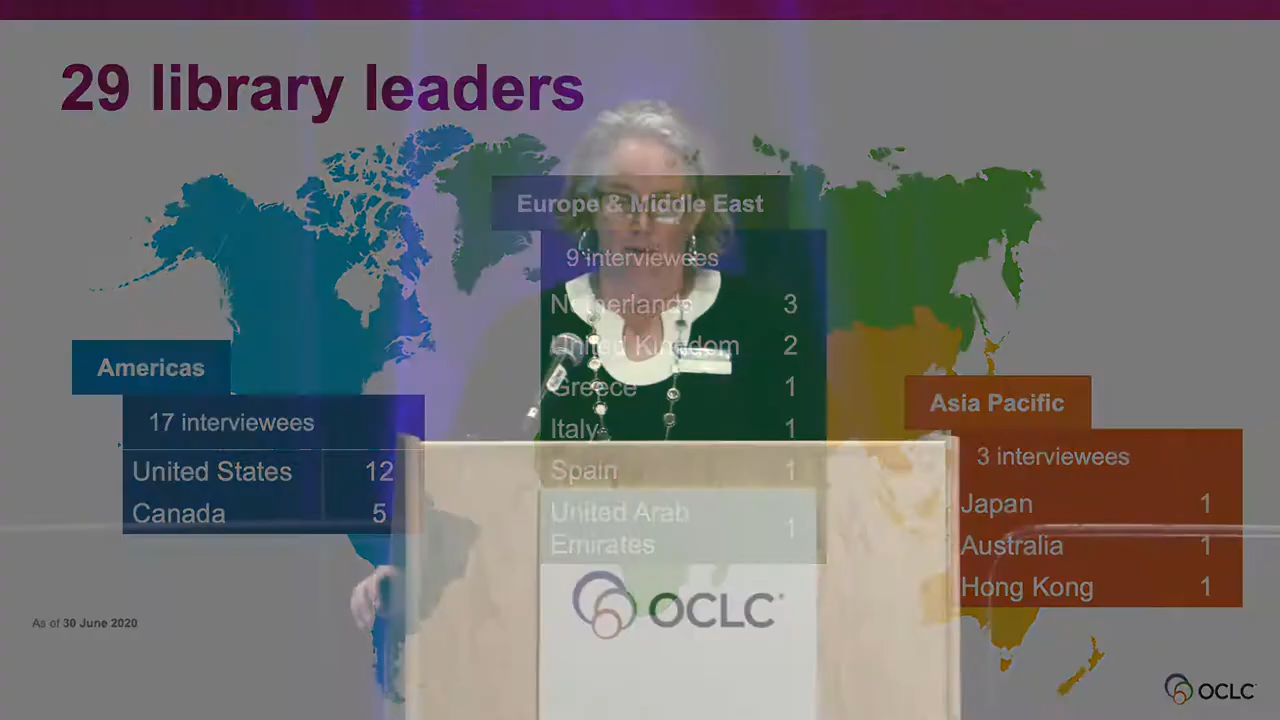 29 library leaders
Europe & Middle East
9 interviewees
Netherlands 3
United Kingdom 2
Greece 1
Italy 1
Spain 1
United Arab Emirates 1
Americas
17 interviewees
United States 12
Canada 5
Asia Pacific
3 interviewees
Japan 1
Australia 1
Hong Kong 1
OCLC
As of 30 June 2020
OCLC